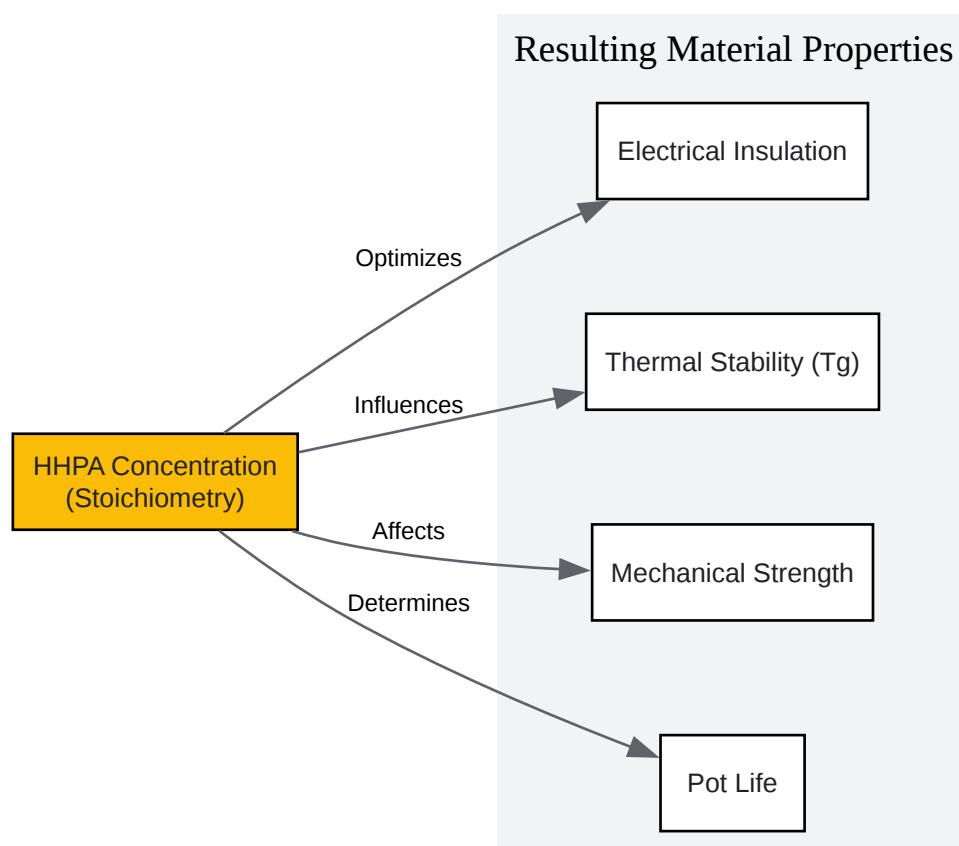 Resulting Material Properties
Electrical Insulation
Optimizes
Thermal Stability (Tg)
Influences
HHPA Concentration
(Stoichiometry)
Affects
Mechanical Strength
Determines
Pot Life